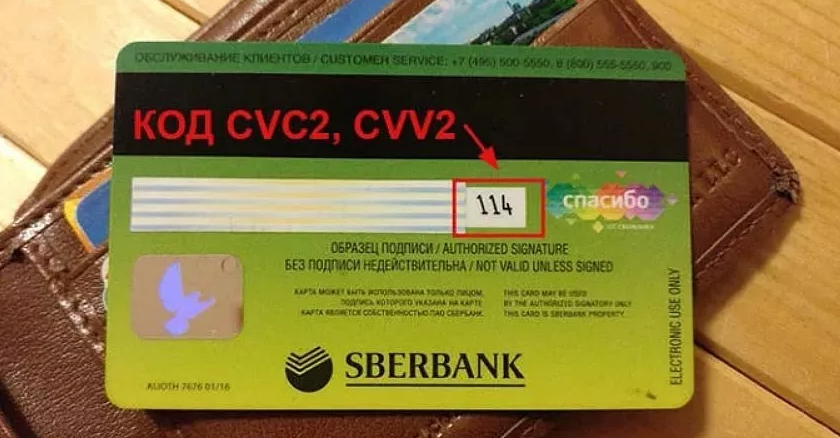 ОБСЛУЖИВАНИЕ КЛИЕНТОВ / CUSTOMER SERVICE: +7 (495) 500-5550, 8 (800) 555-5550, 900
КОД CVC2, CVV2
114
спасибо
ОТ СБЕРБАНКА
ОБРАЗЕЦ ПОДПИСИ / AUTHORIZED SIGNATURE
БЕЗ ПОДПИСИ НЕДЕЙСТВИТЕЛЬНА / NOT VALID UNLESS SIGNED
КАРТА МОЖЕТ БЫТЬ ИСПОЛЬЗОВАНА ТОЛЬКО ЛИЦОМ,
ПОДПИСЬ КОТОРОГО УКАЗАНА НА КАРТЕ
КАРТА ЯВЛЯЕТСЯ СОБСТВЕННОСТЬЮ ПАО СБЕРБАНК.
THIS CARD MAY BE USED
BY THE AUTHORIZED SIGNATORY ONLY
THIS CARD IS SBERBANK PROPERTY.
ELECTRONIC USE ONLY
SBERBANK
7676 01/16